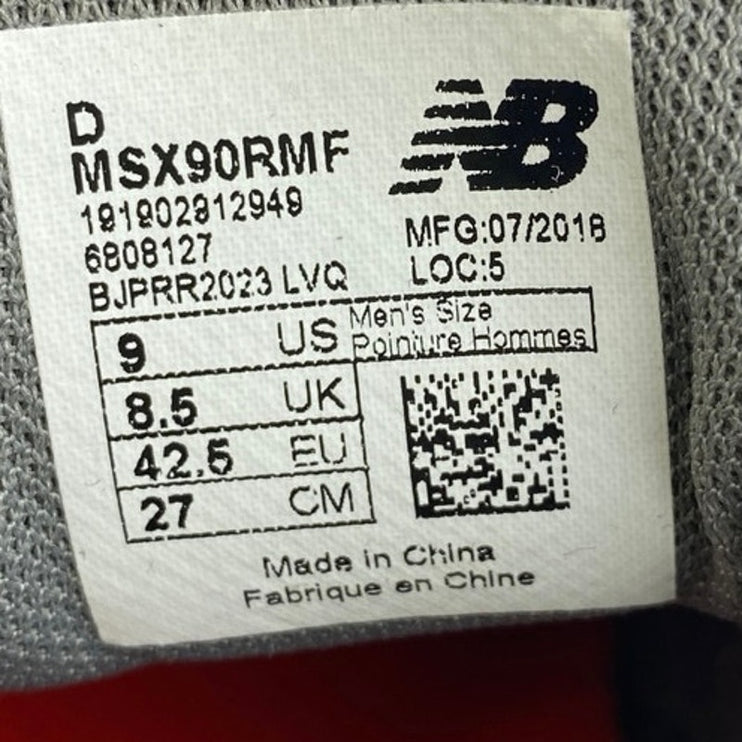 D
MSX90RMF
NB
191902812949
6808127
MFG:07/2018
BJPRR2023 LVQ
LOC:5
9 US Men's Size
Pointure Hommes
8.5 UK
42.5 EU
27 CM
Made in China
Fabrique en Chine